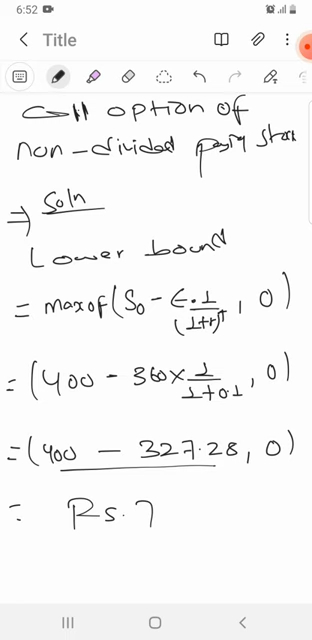 6:52
Title
call option of
non-divided paying stock
⇒ Soln
Lower bound
= max of (S₀ - E·1/(1+r)ᵀ, 0)
= (400 - 360 × 1/(1+0.1), 0)
= (400 - 327.28, 0)
= Rs. 7